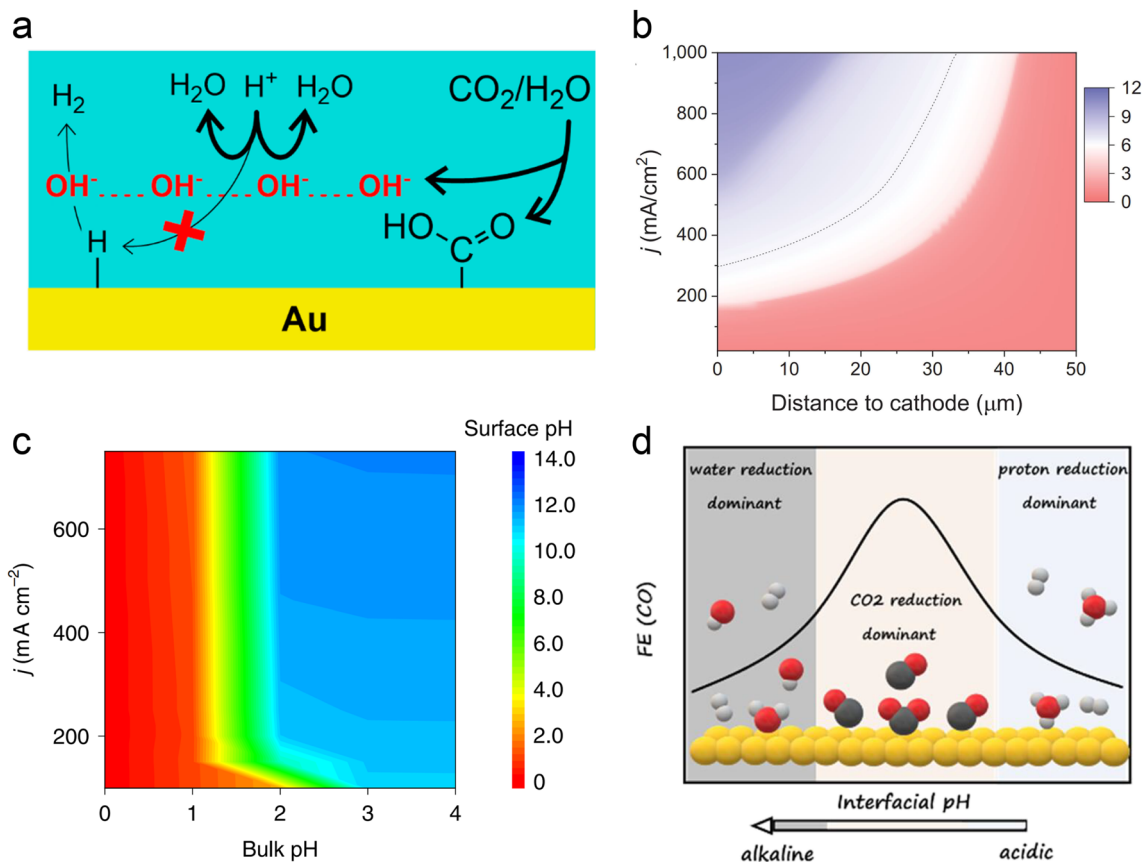 a
H₂
H₂O H⁺ H₂O
CO₂/H₂O
OH⁻ OH⁻ OH⁻ OH⁻
H
HO C O
Au
b
1,000
800
600
400
200
j (mA/cm²)
0 10 20 30 40 50
Distance to cathode (μm)
12
9
6
3
0
c
Surface pH
14.0
12.0
10.0
8.0
6.0
4.0
2.0
0
600
400
200
j (mA cm⁻²)
0 1 2 3 4
Bulk pH
d
water reduction
dominant
proton reduction
dominant
CO2 reduction
dominant
FE (CO)
Interfacial pH
alkaline acidic